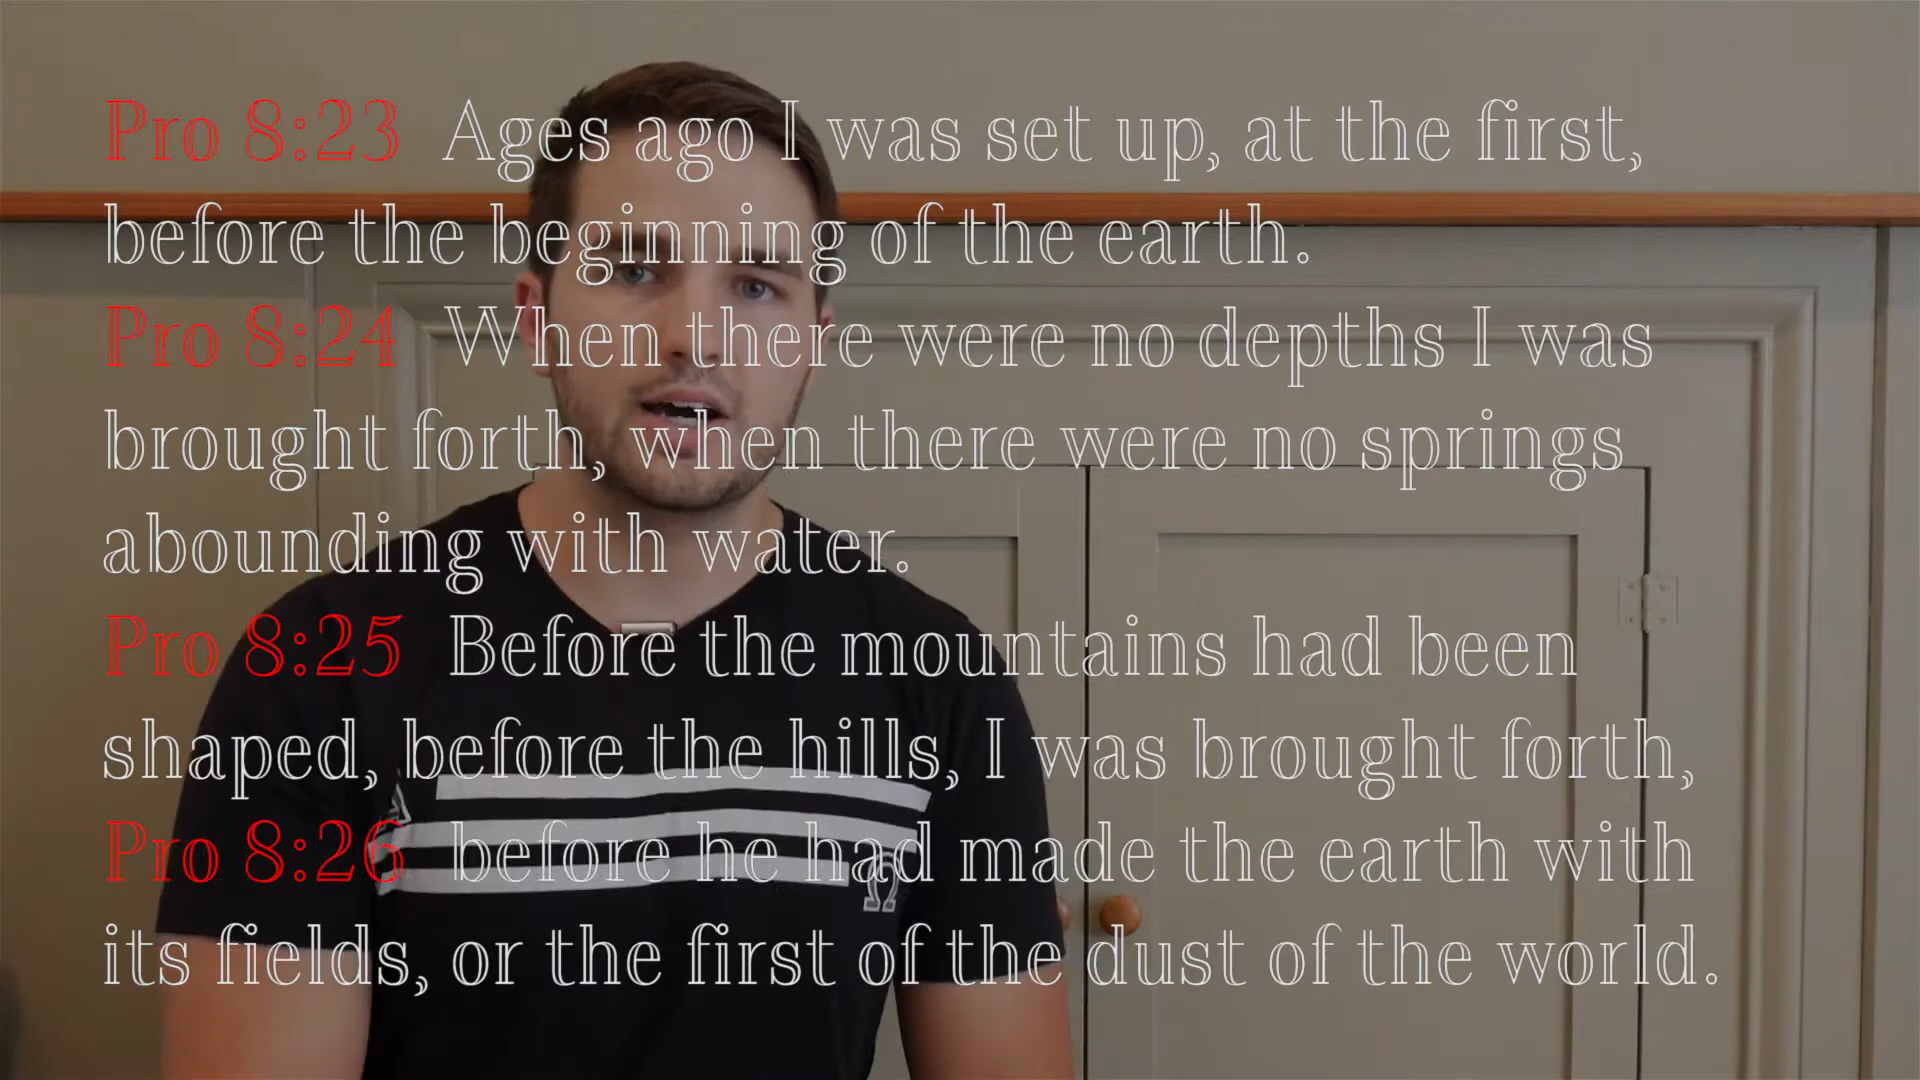 Pro 8:23  Ages ago I was set up, at the first,
before the beginning of the earth.
Pro 8:24  When there were no depths I was
brought forth, when there were no springs
abounding with water.
Pro 8:25  Before the mountains had been
shaped, before the hills, I was brought forth,
Pro 8:26  before he had made the earth with
its fields, or the first of the dust of the world.